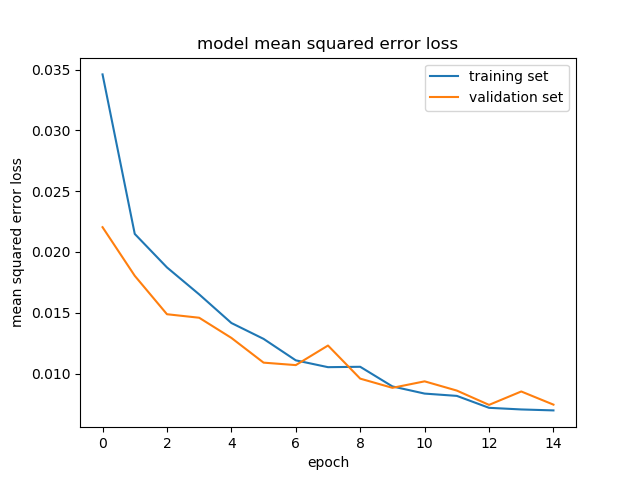 model mean squared error loss
training set
validation set
mean squared error loss
0.035
0.030
0.025
0.020
0.015
0.010
0 2 4 6 8 10 12 14
epoch